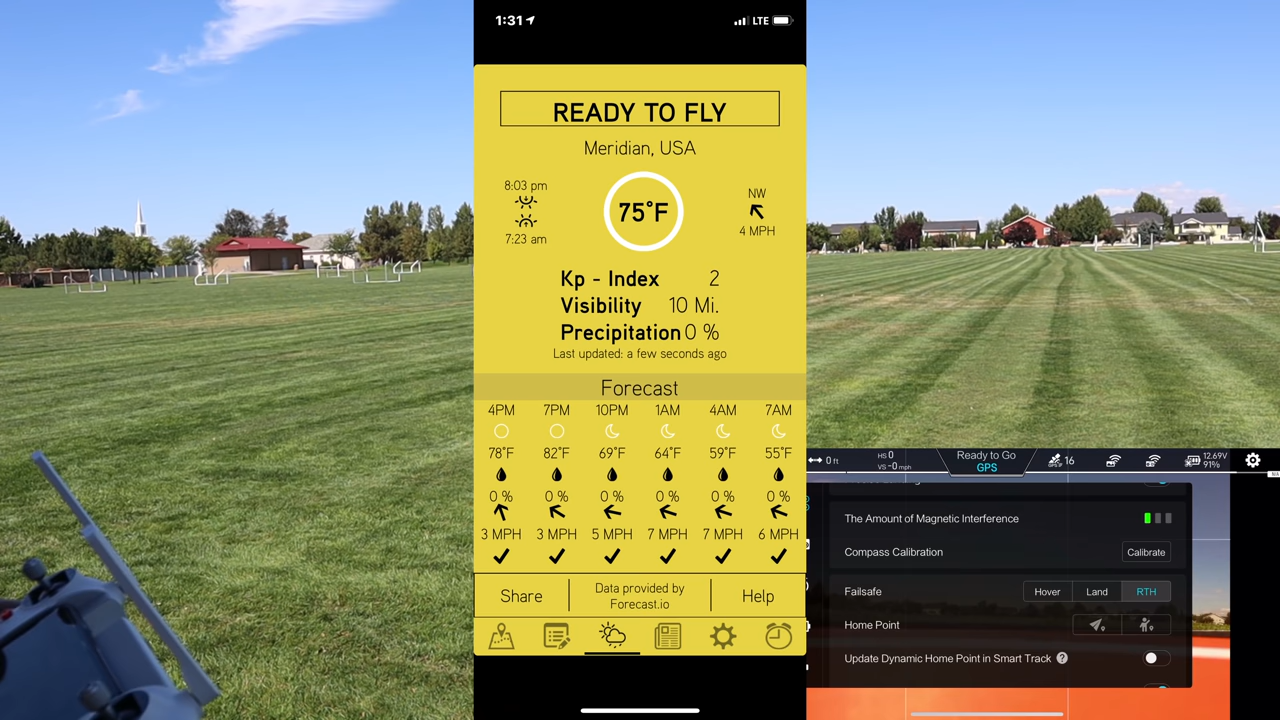 1:31
LTE
READY TO FLY
Meridian, USA
8:03 pm
7:23 am
75°F
NW
4 MPH
Kp - Index 2
Visibility 10 Mi.
Precipitation 0 %
Last updated: a few seconds ago
Forecast
4PM 7PM 10PM 1AM 4AM 7AM
78°F 82°F 69°F 64°F 59°F 55°F
0 % 0 % 0 % 0 % 0 % 0 %
3 MPH 3 MPH 5 MPH 7 MPH 7 MPH 6 MPH
Share
Data provided by
Forecast.io
Help
0 ft
HS 0
VS -0 mph
Ready to Go
GPS
16
12.69V
91%
The Amount of Magnetic Interference
Compass Calibration Calibrate
Failsafe Hover Land RTH
Home Point
Update Dynamic Home Point in Smart Track ?